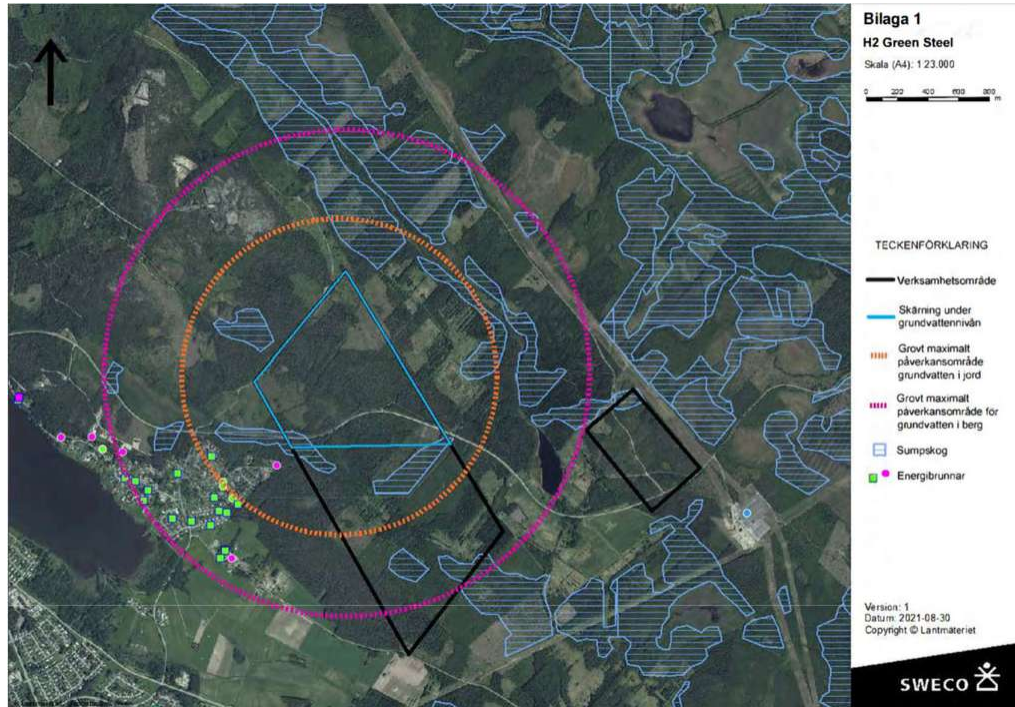 Bilaga 1
H2 Green Steel
Skala (A4): 1:23.000
0 200 400 600 800
m
TECKENFÖRKLARING
Verksamhetsområde
Skärning under
grundvattennivån
Grovt maximalt
påverkansområde
grundvatten i jord
Grovt maximalt
påverkansområde för
grundvatten i berg
Sumpskog
Energibrunnar
Version: 1
Datum: 2021-08-30
Copyright © Lantmäteriet
SWECO